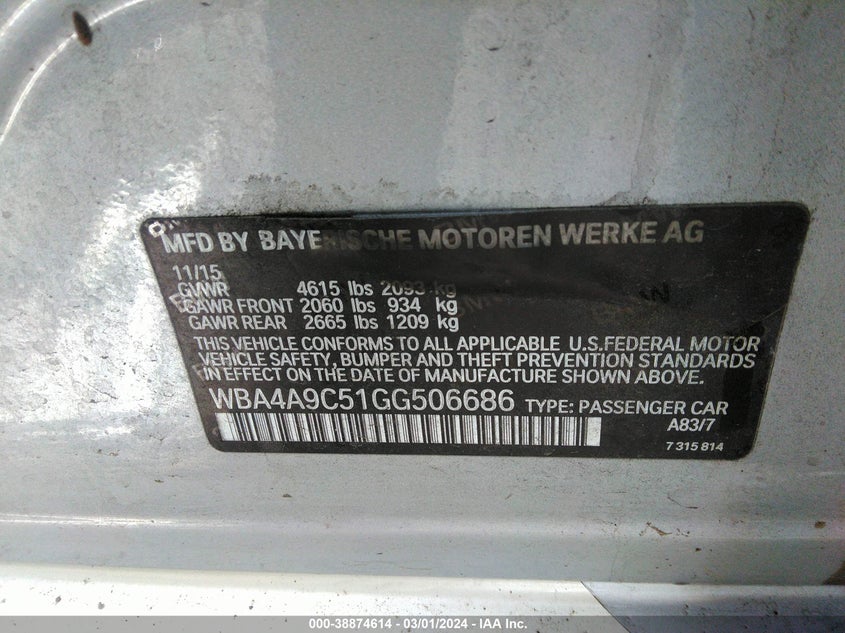 MFD BY BAYERISCHE MOTOREN WERKE AG
11/15
GVWR 4615 lbs 2093 kg
GAWR FRONT 2060 lbs 934 kg
GAWR REAR 2665 lbs 1209 kg
THIS VEHICLE CONFORMS TO ALL APPLICABLE U.S.FEDERAL MOTOR
VEHICLE SAFETY, BUMPER AND THEFT PREVENTION STANDARDS
IN EFFECT ON THE DATE OF MANUFACTURE SHOWN ABOVE.
WBA4A9C51GG506686 TYPE: PASSENGER CAR
A83/7
7 315 814
000-38874614 - 03/01/2024 - IAA Inc.